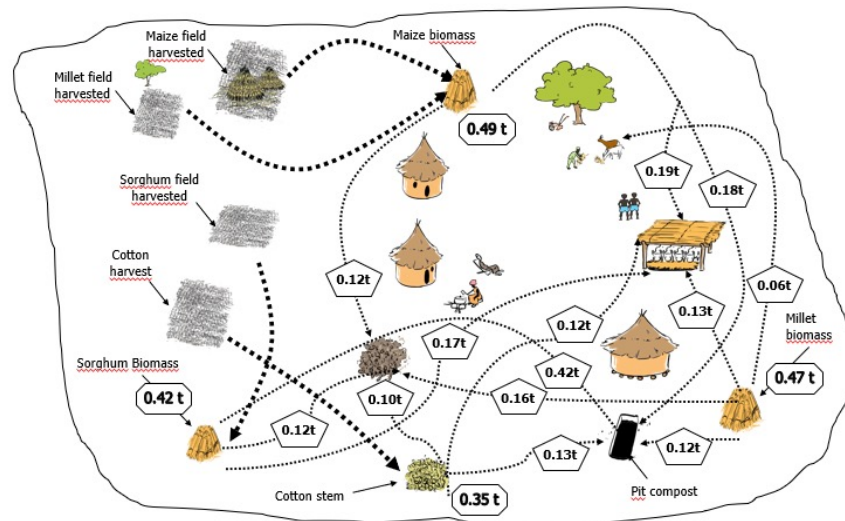 Maize field
harvested
Maize biomass
Millet field
harvested
0.49 t
Sorghum field
harvested
0.19t
0.18t
Cotton
harvest
0.12t
0.06t
0.13t
0.12t
0.17t
Millet
biomass
Sorghum Biomass
0.42t
0.42 t
0.10t
0.16t
0.47 t
0.12t
0.13t
0.12t
Cotton stem
0.35 t
Pit compost